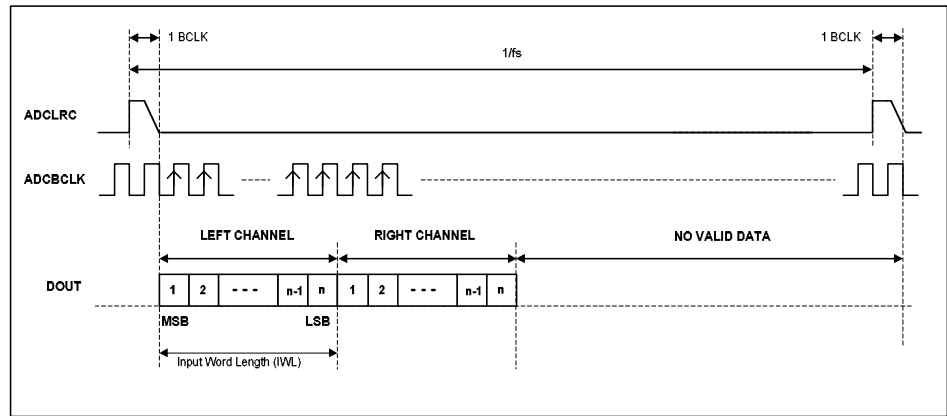 1 BCLK
1 BCLK
1/fs
ADCLRC
ADCBCLK
LEFT CHANNEL
RIGHT CHANNEL
NO VALID DATA
DOUT
1 2 - - - n-1 n 1 2 - - - n-1 n
MSB
LSB
Input Word Length (IWL)